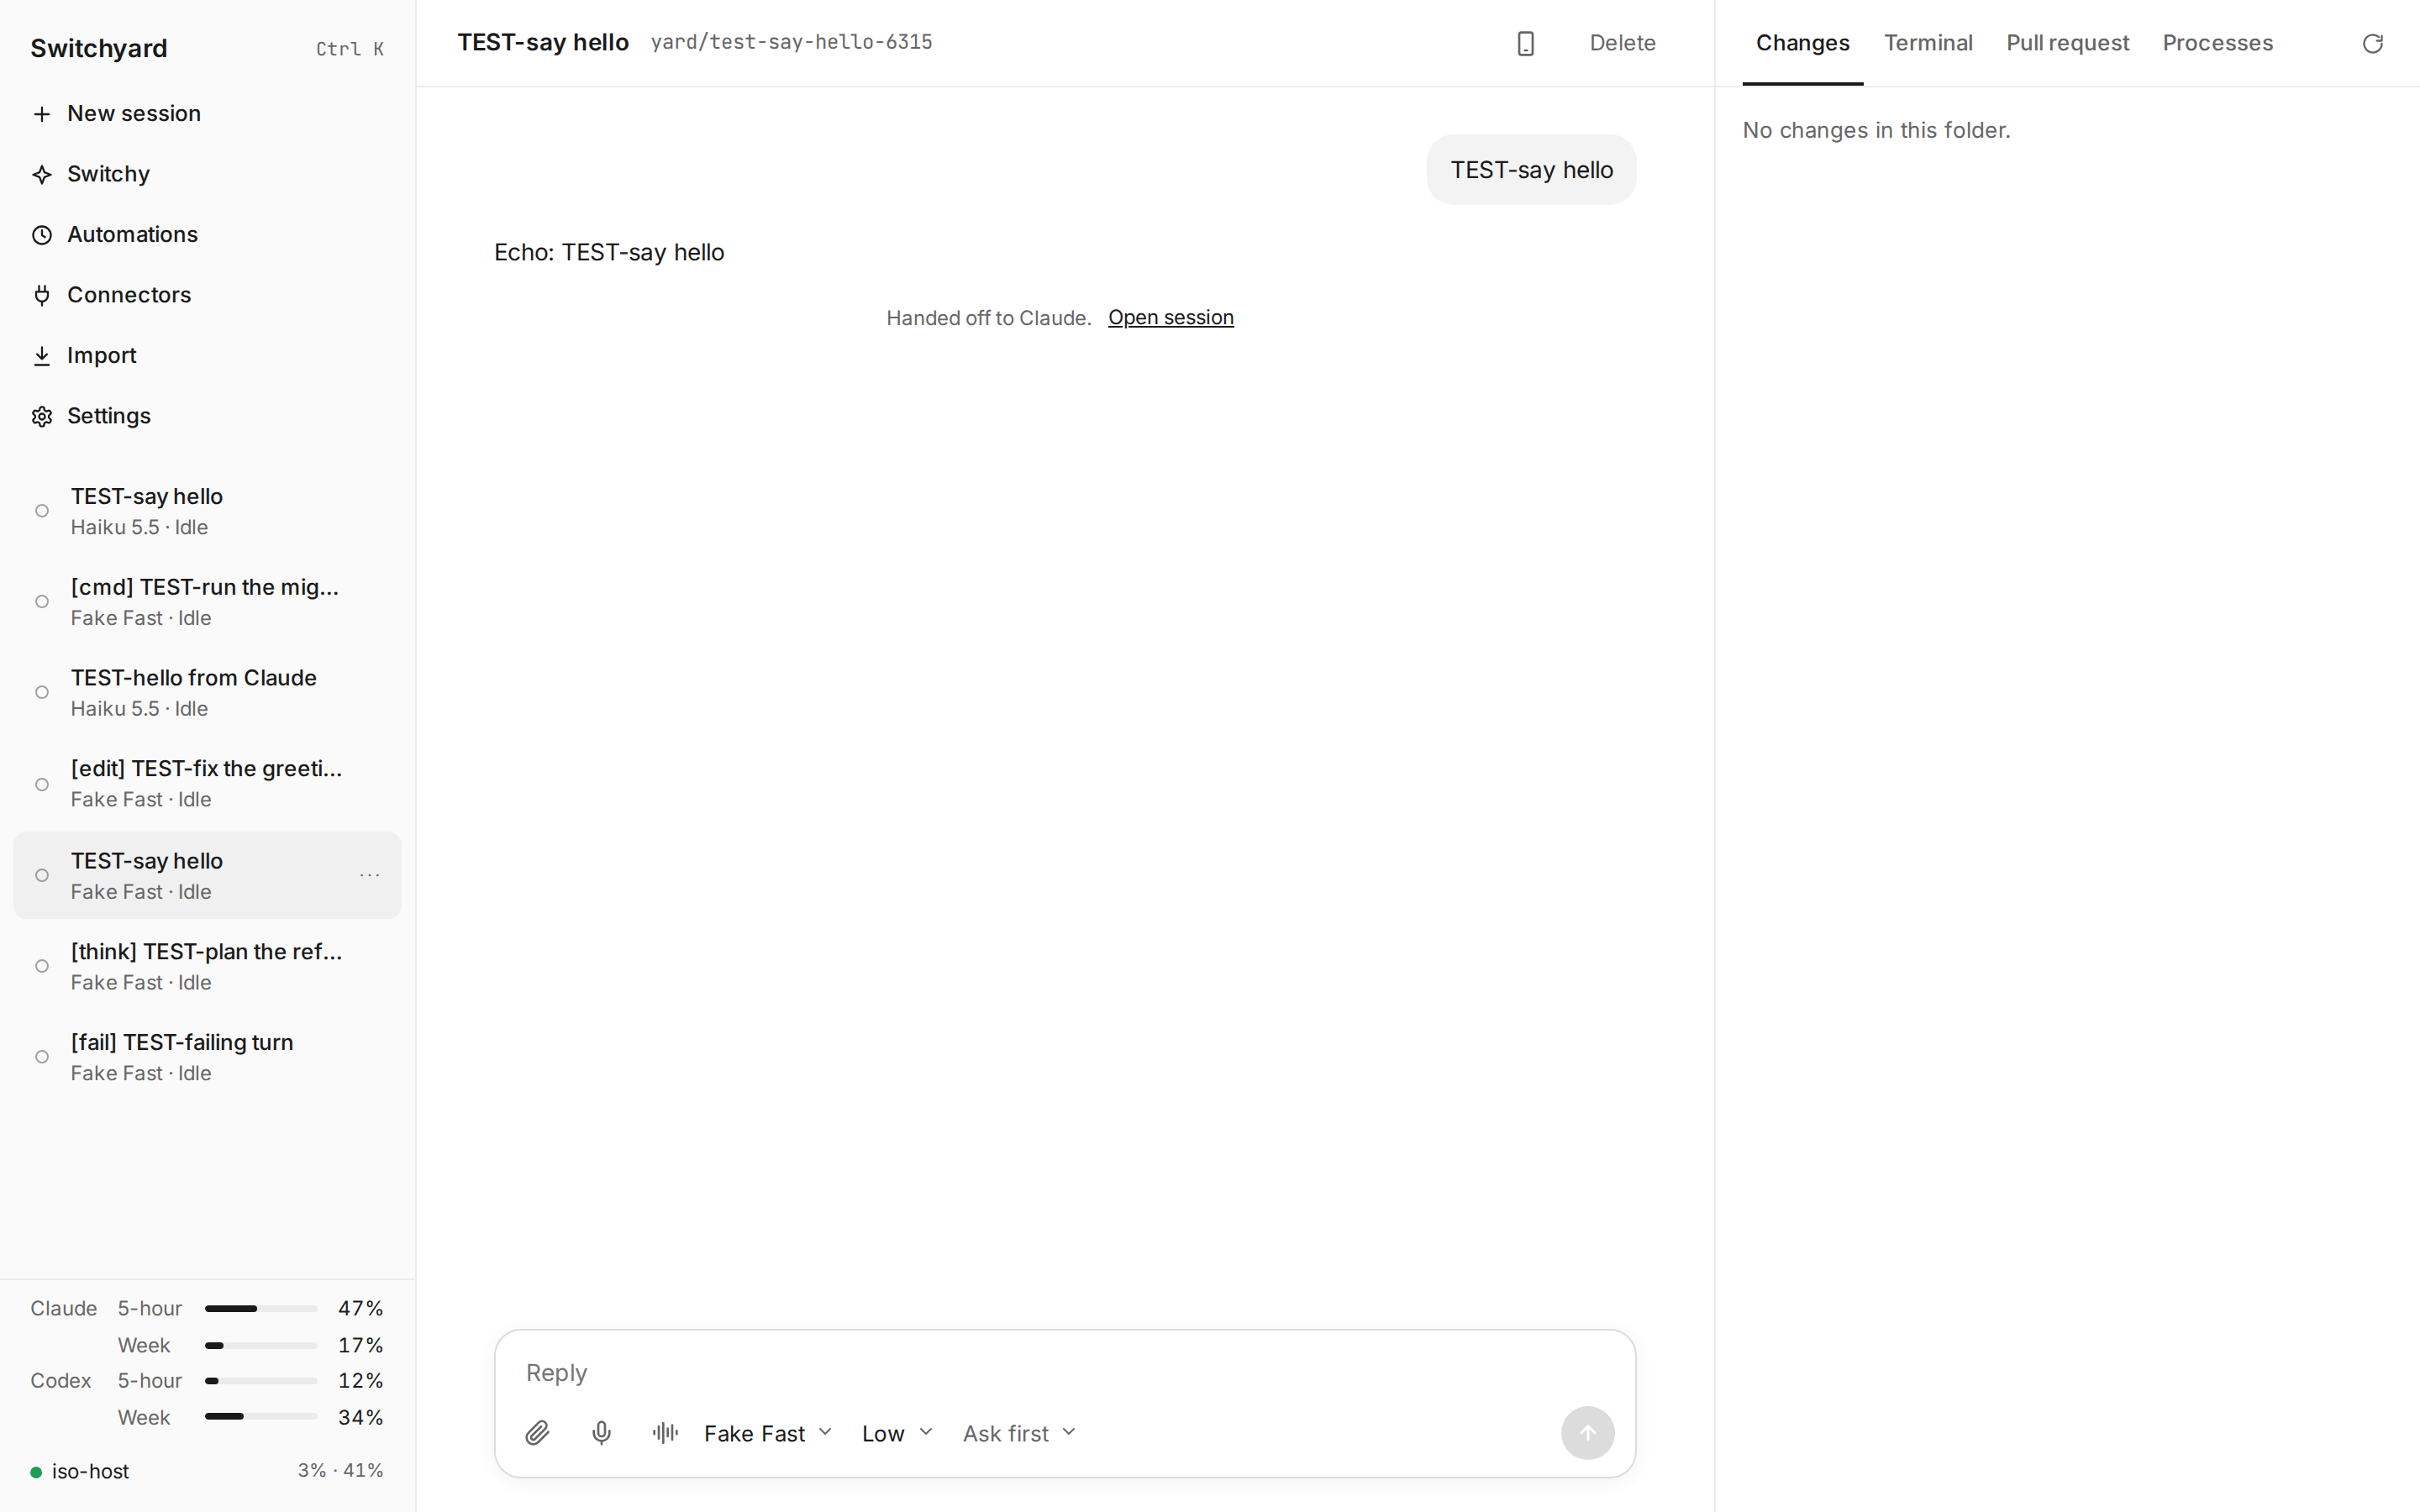 Switchyard
Ctrl K
New session
Switchy
Automations
Connectors
Import
Settings
TEST-say hello
Haiku 5.5 · Idle
[cmd] TEST-run the mig...
Fake Fast · Idle
TEST-hello from Claude
Haiku 5.5 · Idle
[edit] TEST-fix the greeti...
Fake Fast · Idle
TEST-say hello
Fake Fast · Idle
[think] TEST-plan the ref...
Fake Fast · Idle
[fail] TEST-failing turn
Fake Fast · Idle
Claude 5-hour 47%
Week 17%
Codex 5-hour 12%
Week 34%
iso-host 3% · 41%
TEST-say hello yard/test-say-hello-6315 Delete
TEST-say hello
Echo: TEST-say hello
Handed off to Claude. Open session
Reply
Fake Fast Low Ask first
Changes Terminal Pull request Processes
No changes in this folder.